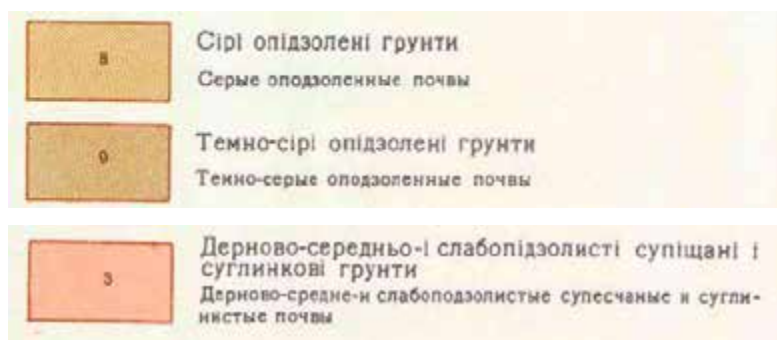 8
Сірі опідзолені грунти
Серые оподзоленные почвы
9
Темно-сірі опідзолені грунти
Темно-серые оподзоленные почвы
3
Дерново-середньо-і слабопідзолисті супіщані і
суглинкові грунти
Дерново-средне-и слабоподзолистые супесчаные и сугли-
нистые почвы